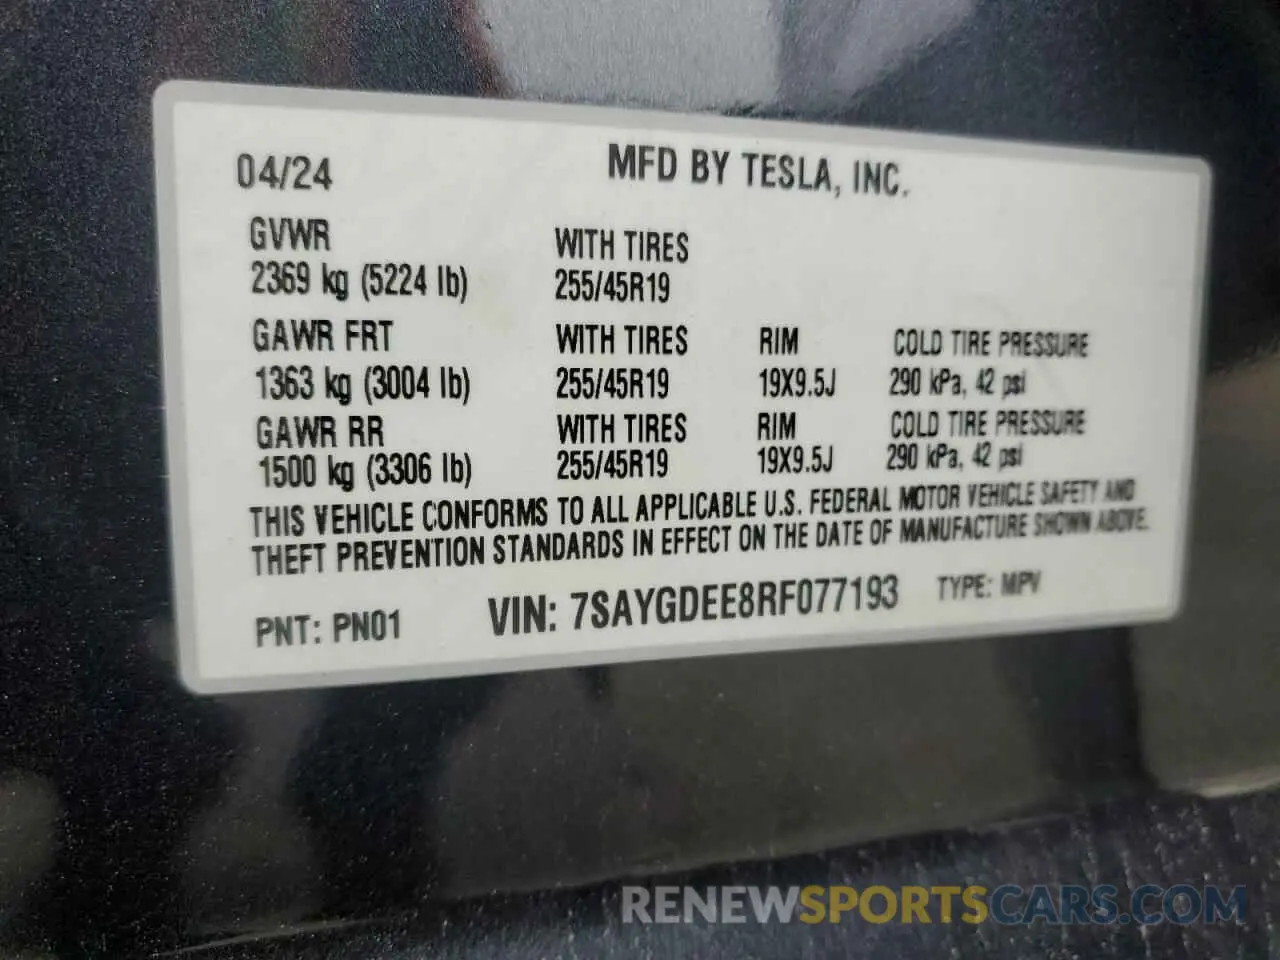 04/24 MFD BY TESLA, INC.
GVWR WITH TIRES
2369 kg (5224 lb) 255/45R19
GAWR FRT WITH TIRES RIM COLD TIRE PRESSURE
1363 kg (3004 lb) 255/45R19 19X9.5J 290 kPa, 42 psi
GAWR RR WITH TIRES RIM COLD TIRE PRESSURE
1500 kg (3306 lb) 255/45R19 19X9.5J 290 kPa, 42 psi
THIS VEHICLE CONFORMS TO ALL APPLICABLE U.S. FEDERAL MOTOR VEHICLE SAFETY AND
THEFT PREVENTION STANDARDS IN EFFECT ON THE DATE OF MANUFACTURE SHOWN ABOVE.
PNT: PN01 VIN: 7SAYGDEE8RF077193 TYPE: MPV
RENEWSPORTSCARS.COM